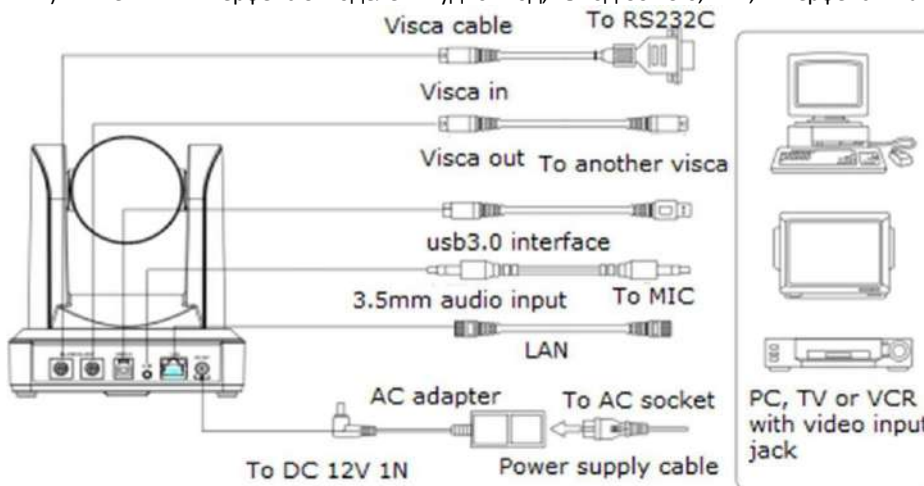 Visca cable
To RS232C
Visca in
Visca out
To another visca
usb3.0 interface
3.5mm audio input
To MIC
LAN
AC adapter
To AC socket
To DC 12V 1N
Power supply cable
PC, TV or VCR
with video input
jack